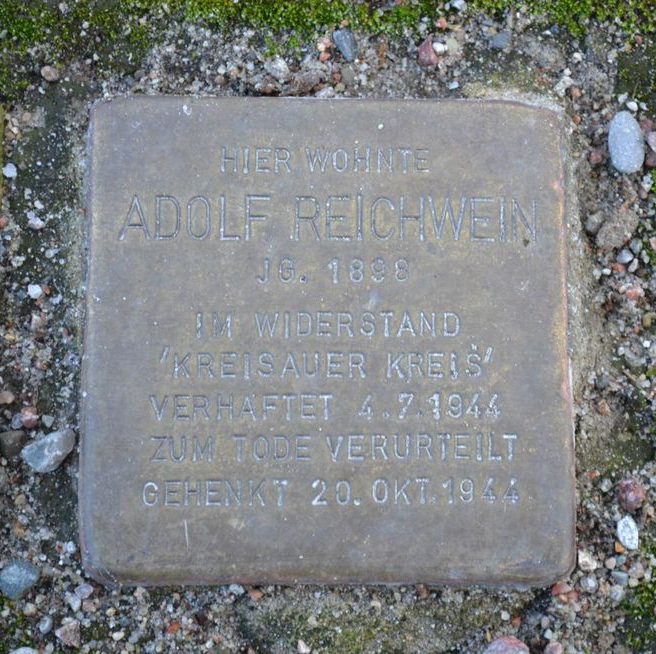 HIER WOHNTE
ADOLF REICHWEIN
JG. 1898
IM WIDERSTAND
'KREISAUER KREIS'
VERHAFTET 4.7.1944
ZUM TODE VERURTEILT
GEHENKT 20. OKT. 1944